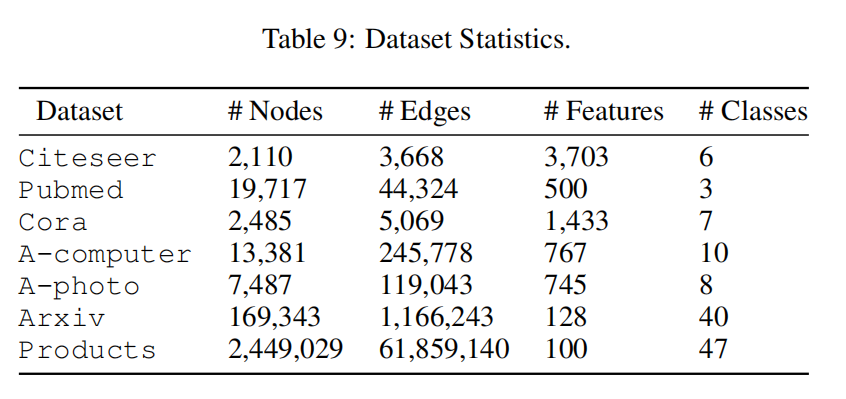 Table 9: Dataset Statistics.
Dataset # Nodes # Edges # Features # Classes
Citeseer 2,110 3,668 3,703 6
Pubmed 19,717 44,324 500 3
Cora 2,485 5,069 1,433 7
A-computer 13,381 245,778 767 10
A-photo 7,487 119,043 745 8
Arxiv 169,343 1,166,243 128 40
Products 2,449,029 61,859,140 100 47